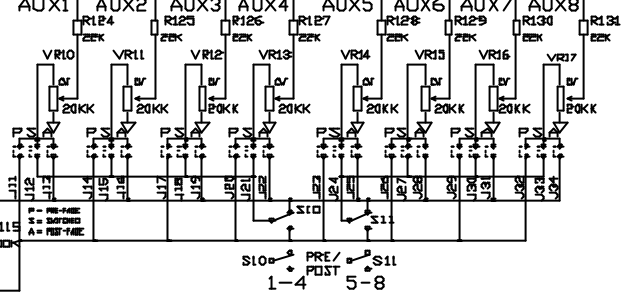 AUX1 AUX2 AUX3 AUX4 AUX5 AUX6 AUX7 AUX8
R124 R125 R126 R127 R128 R129 R130 R131
22K 22K 22K 22K 22K 22K 22K 22K
VR10 VR11 VR12 VR13 VR14 VR15 VR16 VR17
20KK 20KK 20KK 20KK 20KK 20KK 20KK 20KK
P S A P S A P S A P S A P S A P S A P S A P S A
J11 J12 J13 J14 J15 J16 J17 J18 J19 J20 J21 J22 J23 J24 J25 J26 J27 J28 J29 J30 J31 J32 J33 J34
P = PRE-FADE
S = SWITCHED
A = POST-FADE
S10 S11
115
S10 PRE/ S11
POST
1-4 5-8